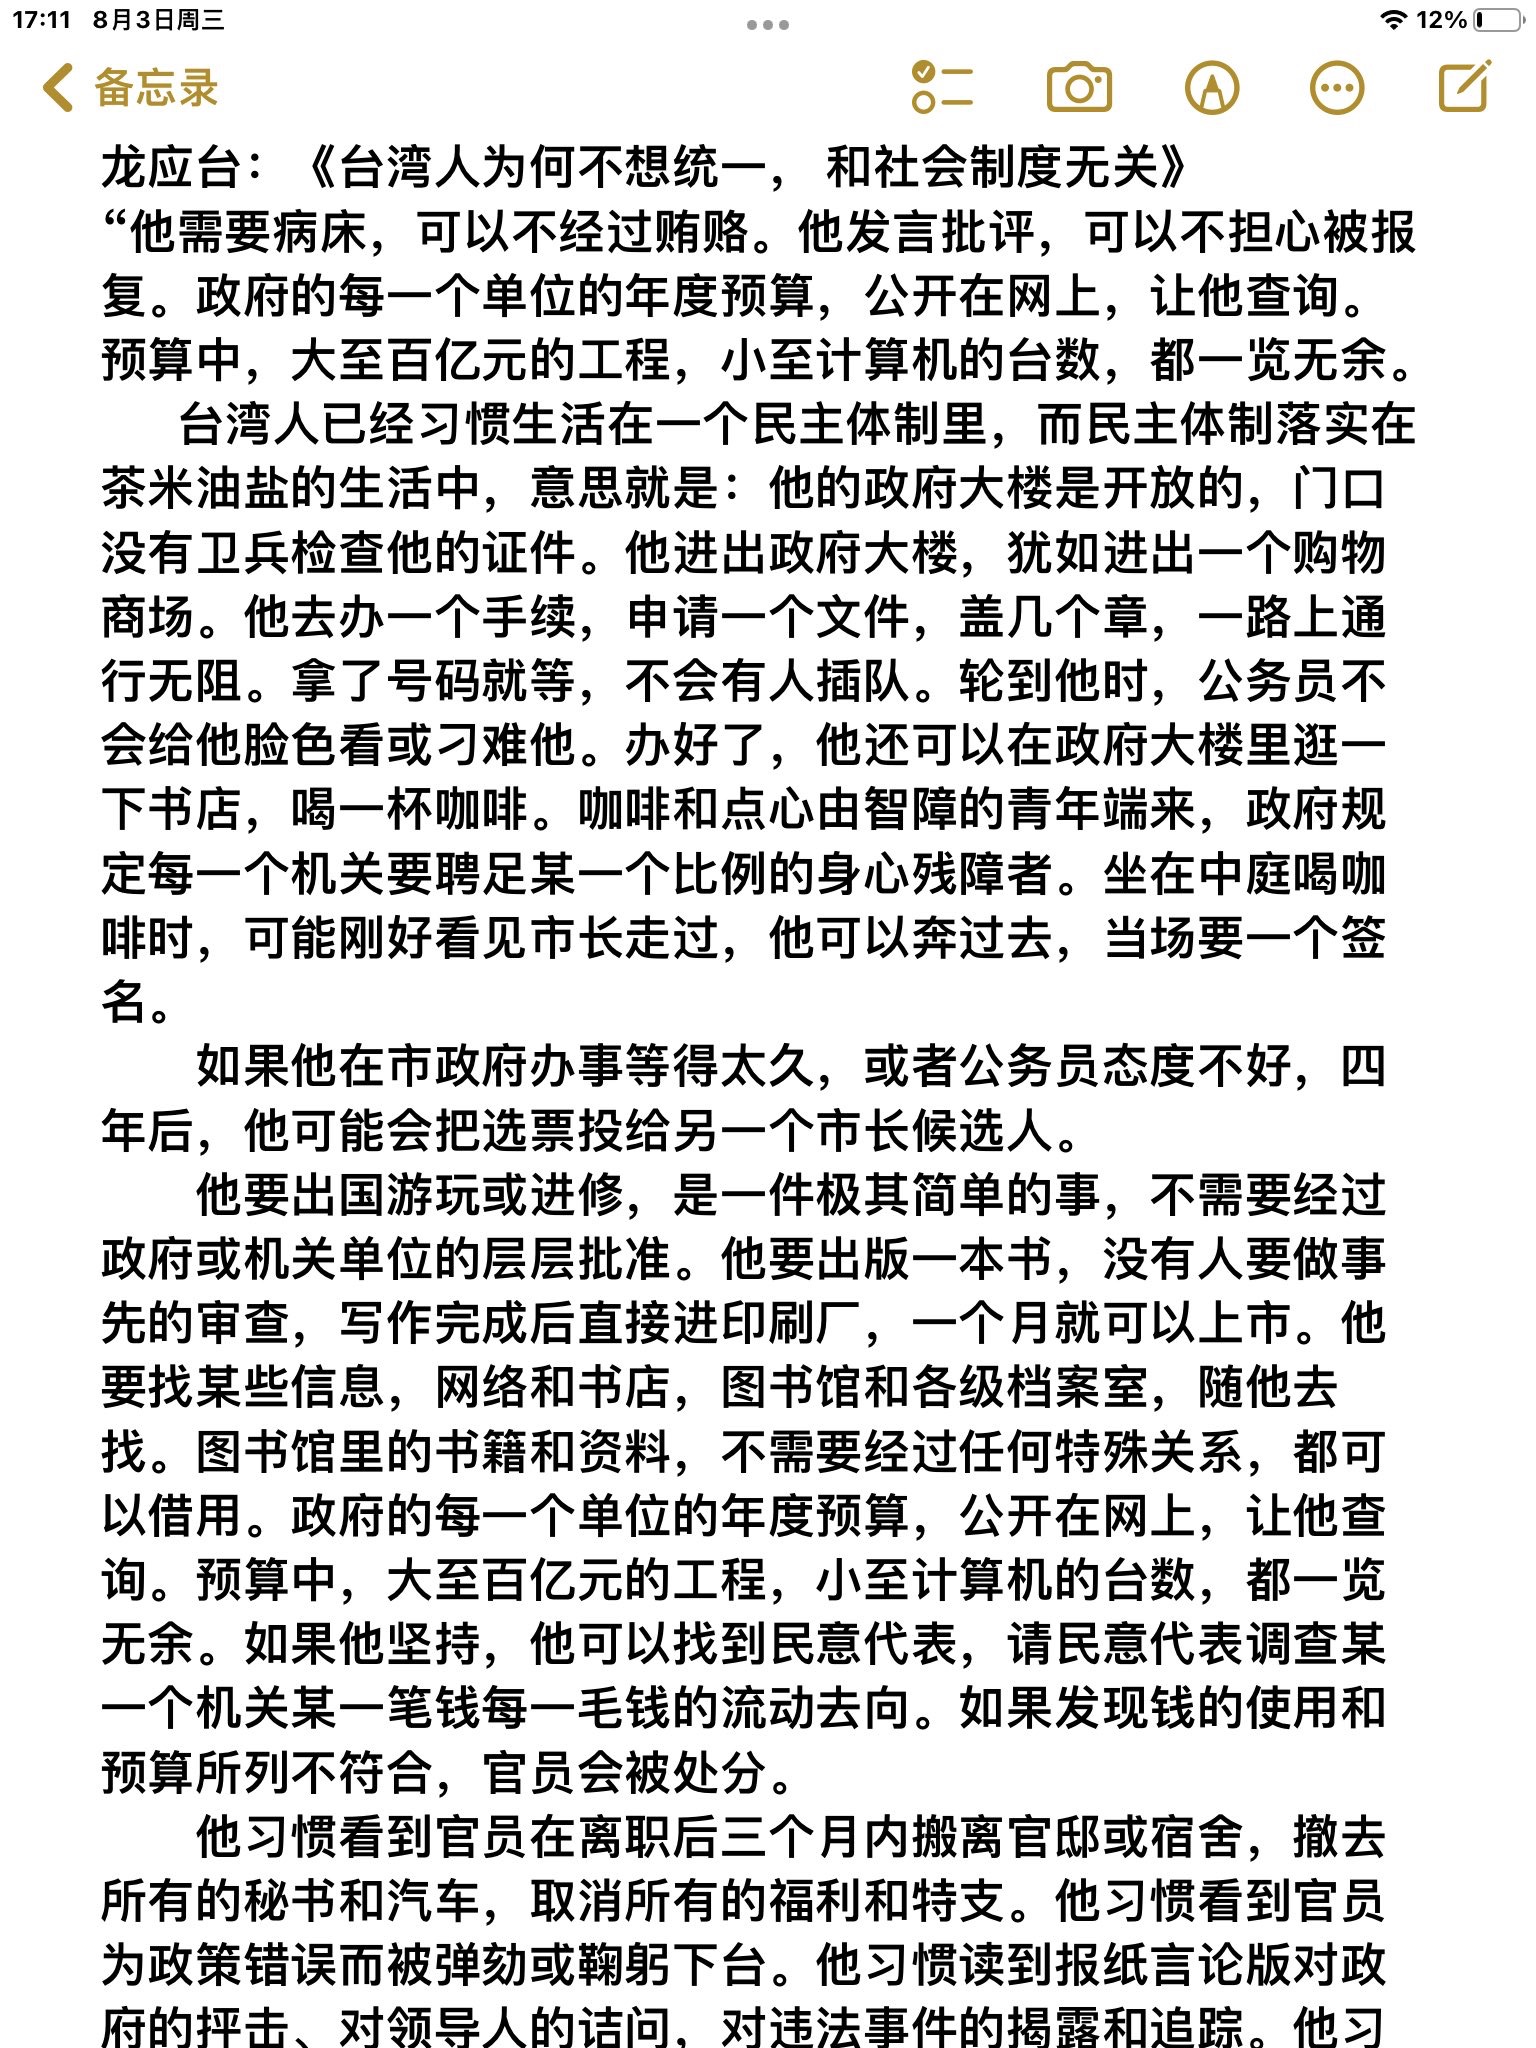 17:11 8月3日周三 12%
备忘录
龙应台：《台湾人为何不想统一， 和社会制度无关》
“他需要病床，可以不经过贿赂。他发言批评，可以不担心被报
复。政府的每一个单位的年度预算，公开在网上，让他查询。
预算中，大至百亿元的工程，小至计算机的台数，都一览无余。
台湾人已经习惯生活在一个民主体制里，而民主体制落实在
茶米油盐的生活中，意思就是：他的政府大楼是开放的，门口
没有卫兵检查他的证件。他进出政府大楼，犹如进出一个购物
商场。他去办一个手续，申请一个文件，盖几个章，一路上通
行无阻。拿了号码就等，不会有人插队。轮到他时，公务员不
会给他脸色看或刁难他。办好了，他还可以在政府大楼里逛一
下书店，喝一杯咖啡。咖啡和点心由智障的青年端来，政府规
定每一个机关要聘足某一个比例的身心残障者。坐在中庭喝咖
啡时，可能刚好看见市长走过，他可以奔过去，当场要一个签
名。
如果他在市政府办事等得太久，或者公务员态度不好，四
年后，他可能会把选票投给另一个市长候选人。
他要出国游玩或进修，是一件极其简单的事，不需要经过
政府或机关单位的层层批准。他要出版一本书，没有人要做事
先的审查，写作完成后直接进印刷厂，一个月就可以上市。他
要找某些信息，网络和书店，图书馆和各级档案室，随他去
找。图书馆里的书籍和资料，不需要经过任何特殊关系，都可
以借用。政府的每一个单位的年度预算，公开在网上，让他查
询。预算中，大至百亿元的工程，小至计算机的台数，都一览
无余。如果他坚持，他可以找到民意代表，请民意代表调查某
一个机关某一笔钱每一毛钱的流动去向。如果发现钱的使用和
预算所列不符合，官员会被处分。
他习惯看到官员在离职后三个月内搬离官邸或宿舍，撤去
所有的秘书和汽车，取消所有的福利和特支。他习惯看到官员
为政策错误而被弹劾或鞠躬下台。他习惯读到报纸言论版对政
府的抨击、对领导人的诘问，对违法事件的揭露和追踪。他习